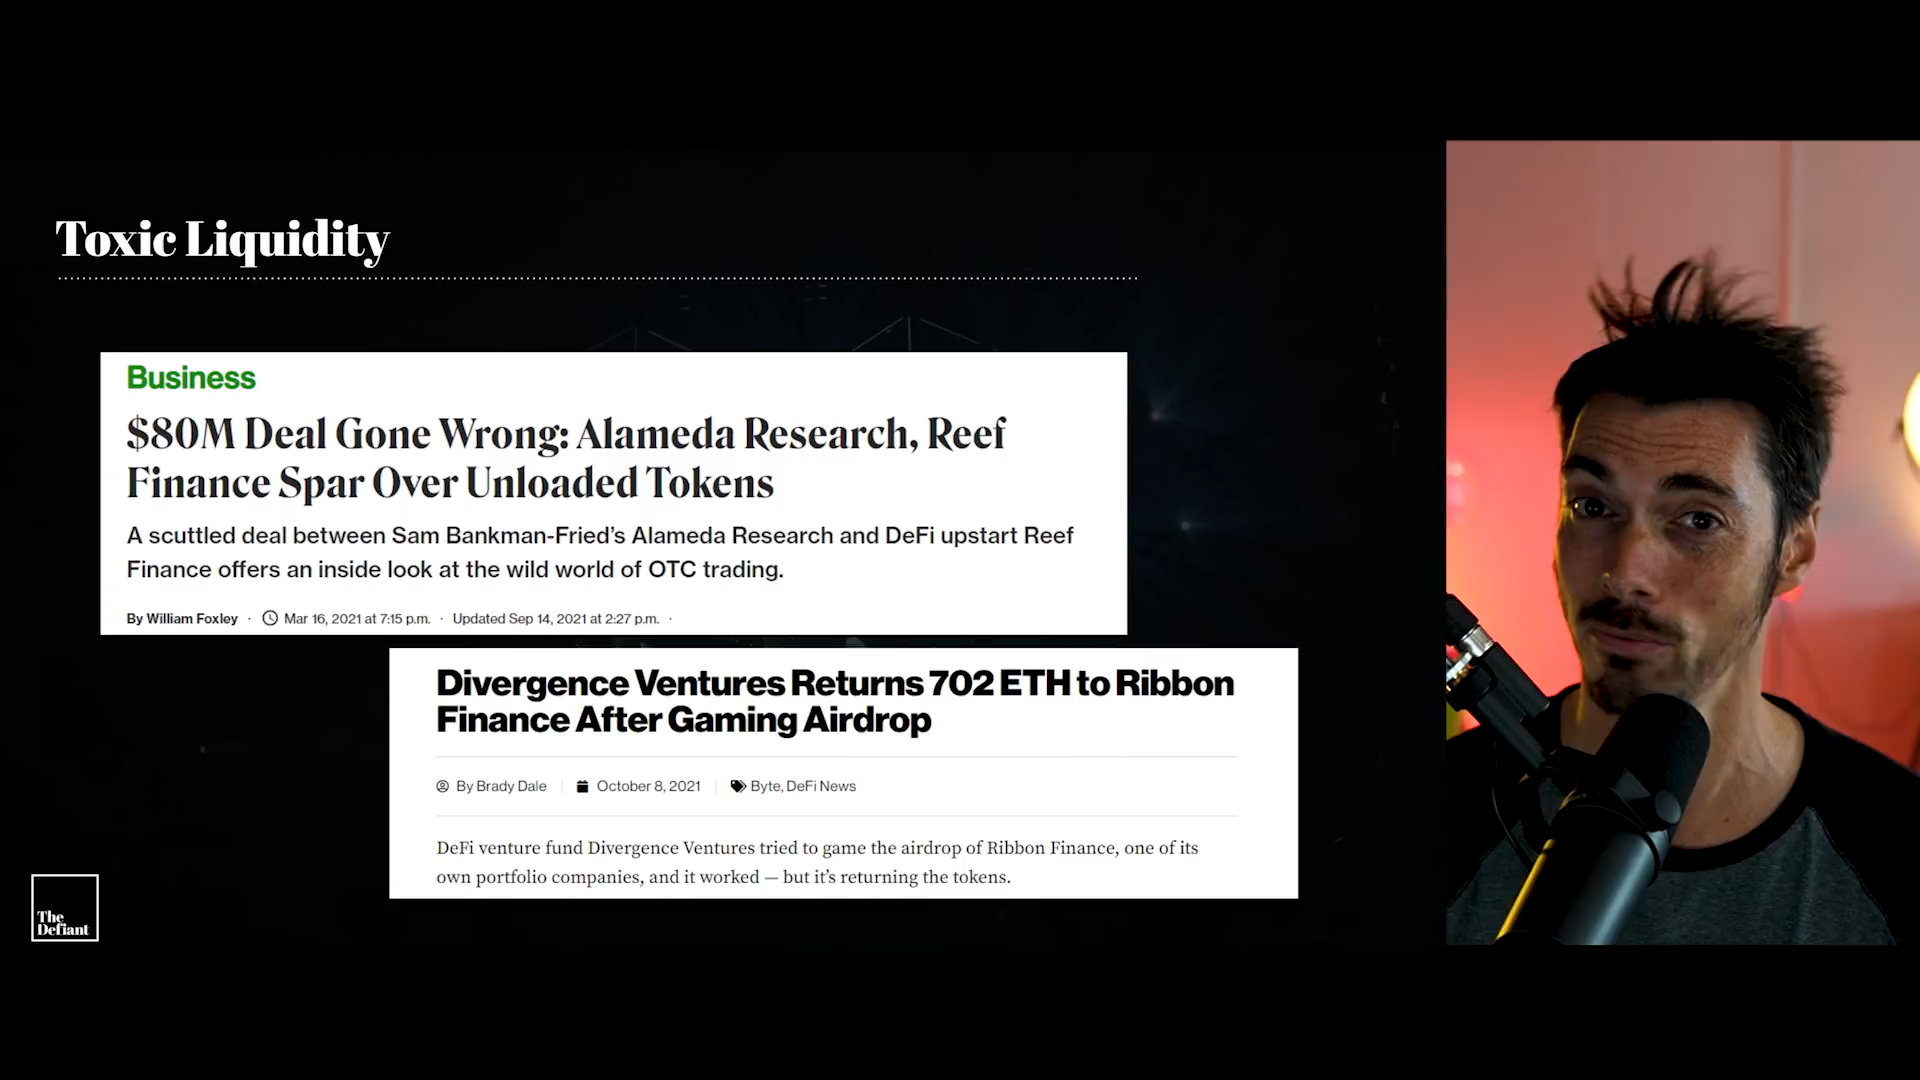 Toxic Liquidity
Business
$80M Deal Gone Wrong: Alameda Research, Reef
Finance Spar Over Unloaded Tokens
A scuttled deal between Sam Bankman-Fried’s Alameda Research and DeFi upstart Reef
Finance offers an inside look at the wild world of OTC trading.
By William Foxley · Mar 16, 2021 at 7:15 p.m. · Updated Sep 14, 2021 at 2:27 p.m. ·
Divergence Ventures Returns 702 ETH to Ribbon
Finance After Gaming Airdrop
By Brady Dale | October 8, 2021 | Byte, DeFi News
DeFi venture fund Divergence Ventures tried to game the airdrop of Ribbon Finance, one of its
own portfolio companies, and it worked — but it’s returning the tokens.
The
Defiant